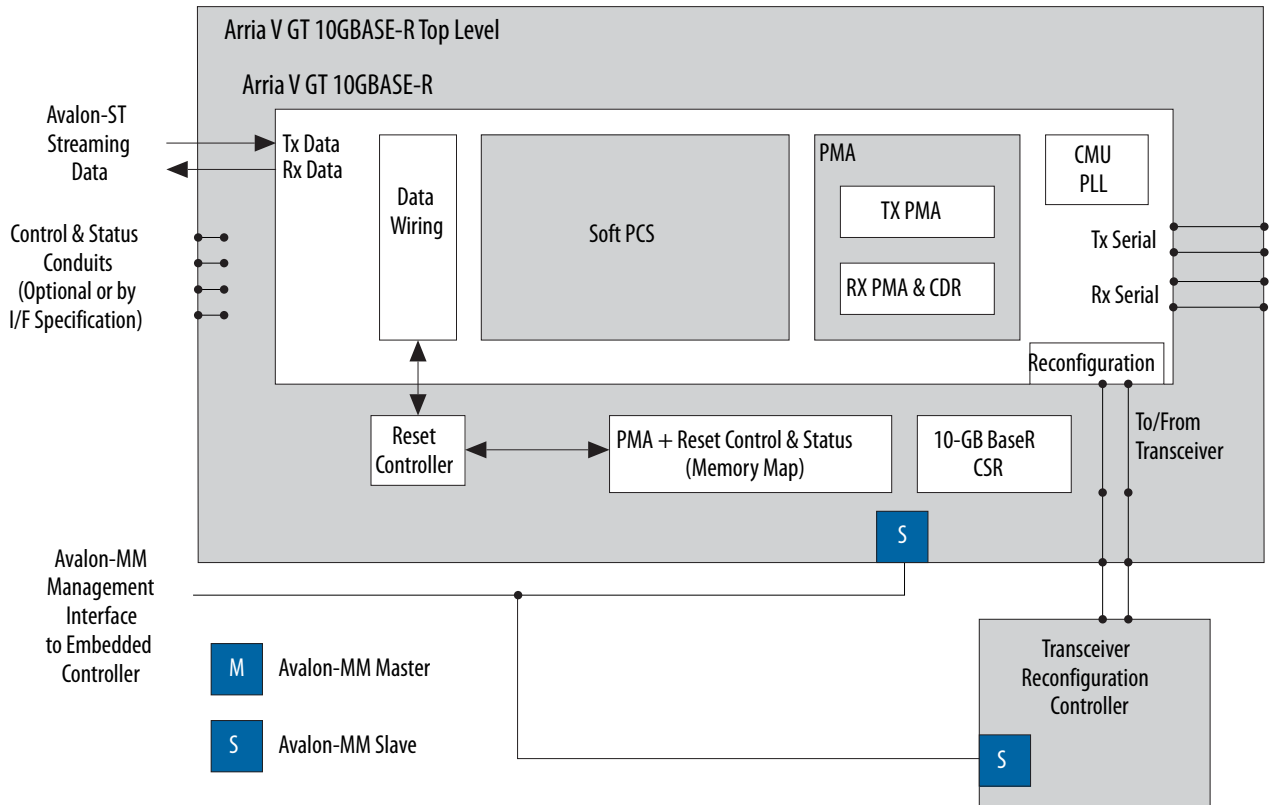 Arria V GT 10GBASE-R Top Level
Arria V GT 10GBASE-R
Avalon-ST
Streaming
Data
Tx Data
Rx Data
Data
Wiring
Soft PCS
PMA
TX PMA
RX PMA & CDR
CMU
PLL
Tx Serial
Rx Serial
Control & Status
Conduits
(Optional or by
I/F Specification)
Reconfiguration
Reset
Controller
PMA + Reset Control & Status
(Memory Map)
10-GB BaseR
CSR
To/From
Transceiver
S
Avalon-MM
Management
Interface
to Embedded
Controller
M
Avalon-MM Master
S
Avalon-MM Slave
Transceiver
Reconfiguration
Controller
S